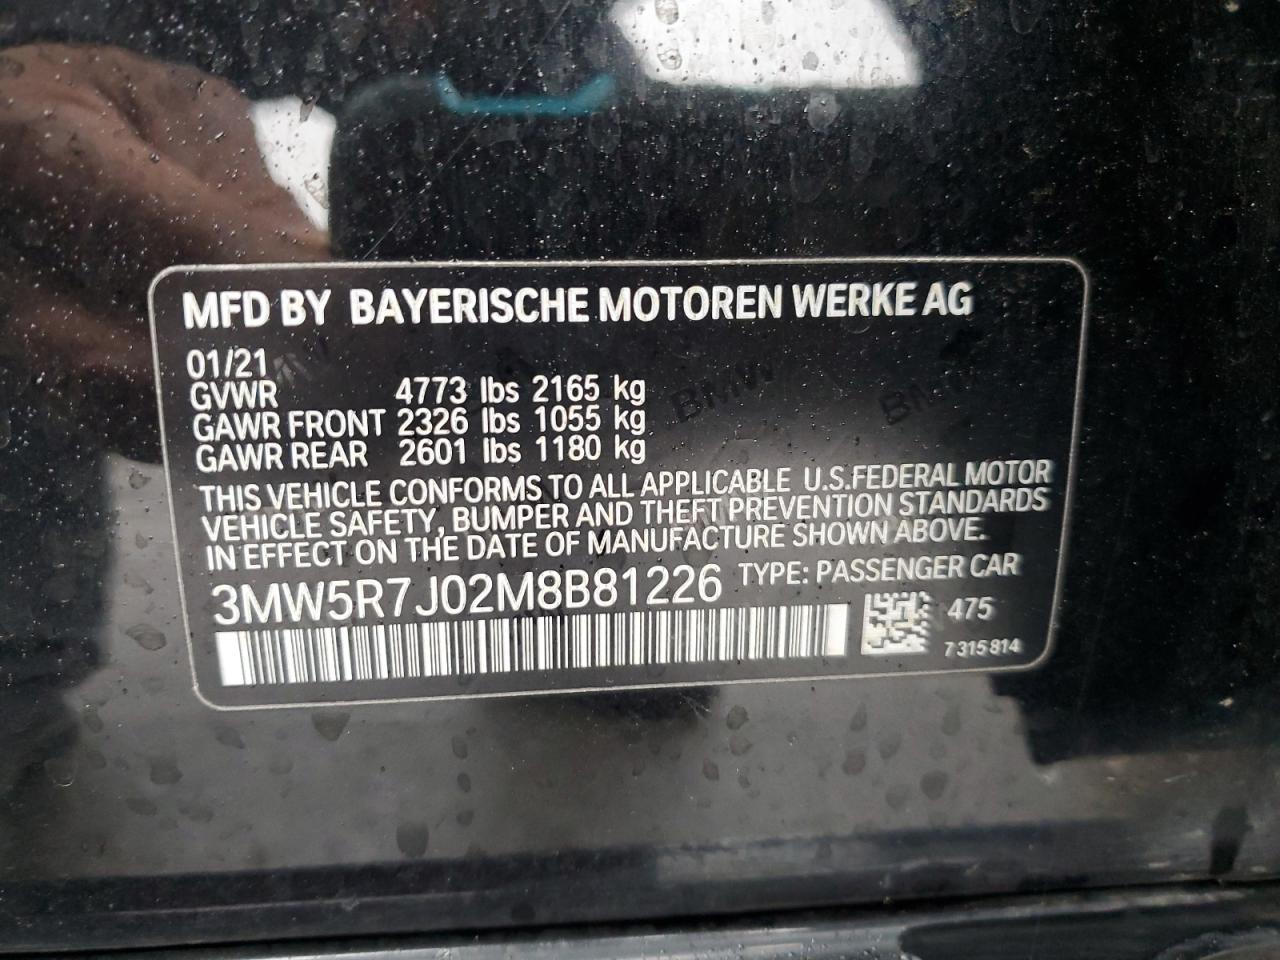 MFD BY BAYERISCHE MOTOREN WERKE AG
01/21
GVWR 4773 lbs 2165 kg
GAWR FRONT 2326 lbs 1055 kg
GAWR REAR 2601 lbs 1180 kg
THIS VEHICLE CONFORMS TO ALL APPLICABLE U.S.FEDERAL MOTOR
VEHICLE SAFETY, BUMPER AND THEFT PREVENTION STANDARDS
IN EFFECT ON THE DATE OF MANUFACTURE SHOWN ABOVE.
3MW5R7J02M8B81226 TYPE: PASSENGER CAR
475
7 315 814
BMW
BMW
BMW